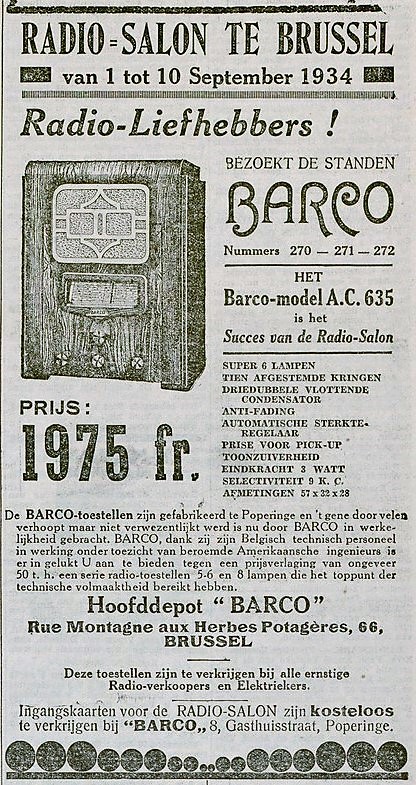 RADIO-SALON TE BRUSSEL
van 1 tot 10 September 1934
Radio-Liefhebbers !
BEZOEKT DE STANDEN
BARCO
Nummers 270 — 271 — 272
HET
Barco-model A.C. 635
is het
Succes van de Radio-Salon
SUPER 6 LAMPEN
TIEN AFGESTEMDE KRINGEN
DRIEDUBBELE VLOTTENDE
CONDENSATOR
ANTI-FADING
AUTOMATISCHE STERKTE-
REGELAAR
PRISE VOOR PICK-UP
TOONZUIVERHEID
EINDKRACHT 3 WATT
SELECTIVITEIT 9 K. C.
AFMETINGEN 57 x 32 x 28
PRIJS :
1975 fr.
De BARCO-toestellen zijn gefabrikeerd te Poperinge en 't gene door velen
verhoopt maar niet verwezentlijkt werd is nu door BARCO in werke-
lijkheid gebracht. BARCO, dank zij zijn Belgisch technisch personeel
in werking onder toezicht van beroemde Amerikaansche ingenieurs is
er in gelukt U aan te bieden tegen een prijsverlaging van ongeveer
50 t. h. een serie radio-toestellen 5-6 en 8 lampen die het toppunt der
technische volmaaktheid bereikt hebben.
Hoofddepot "BARCO"
Rue Montagne aux Herbes Potagères, 66,
BRUSSEL
Deze toestellen zijn te verkrijgen bij alle ernstige
Radio-verkoopers en Elektriekers.
Ingangskaarten voor de RADIO-SALON zijn kosteloos
te verkrijgen bij "BARCO,, 8, Gasthuisstraat, Poperinge.